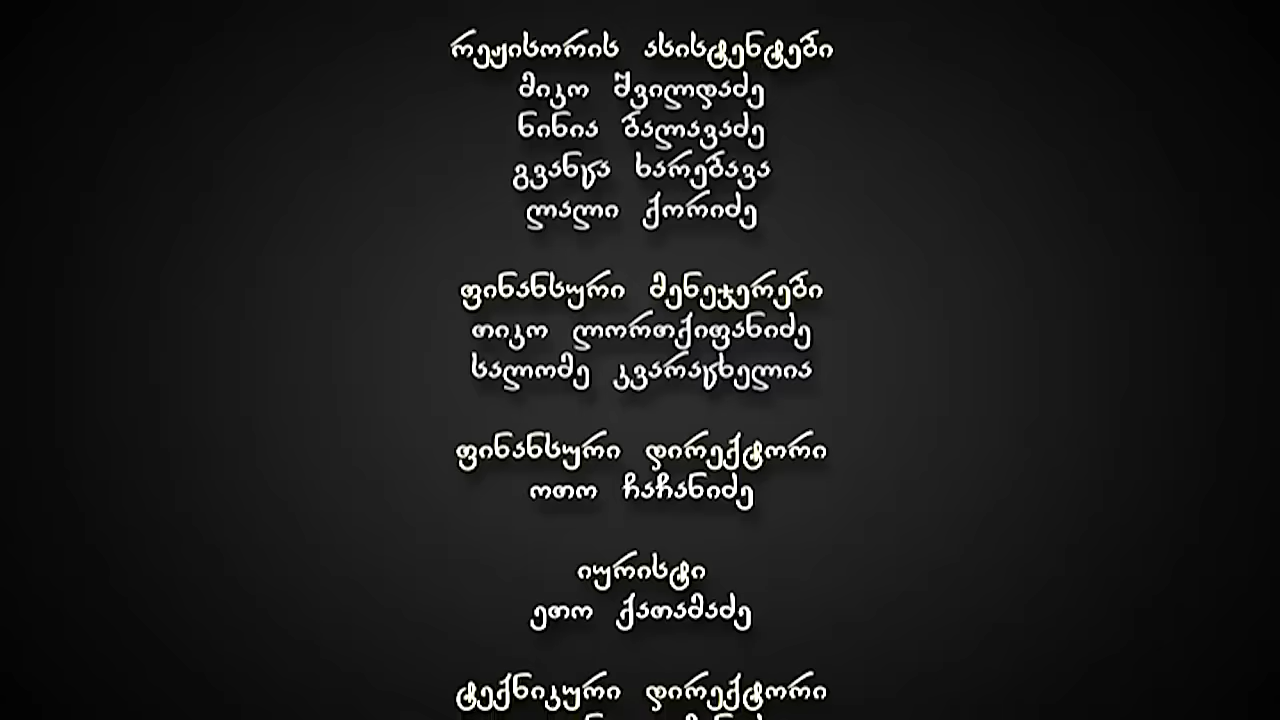 რეჟისორის ასისტენტები
მიკო შვილდაძე
ნინია ბალავაძე
გვანცა ხარებავა
ლალი ქორიძე
ფინანსური მენეჯერები
თიკო ლორთქიფანიძე
სალომე კვარაცხელია
ფინანსური დირექტორი
ოთო ჩაჩანიძე
იურისტი
ეთო ქათამაძე
ტექნიკური დირექტორი